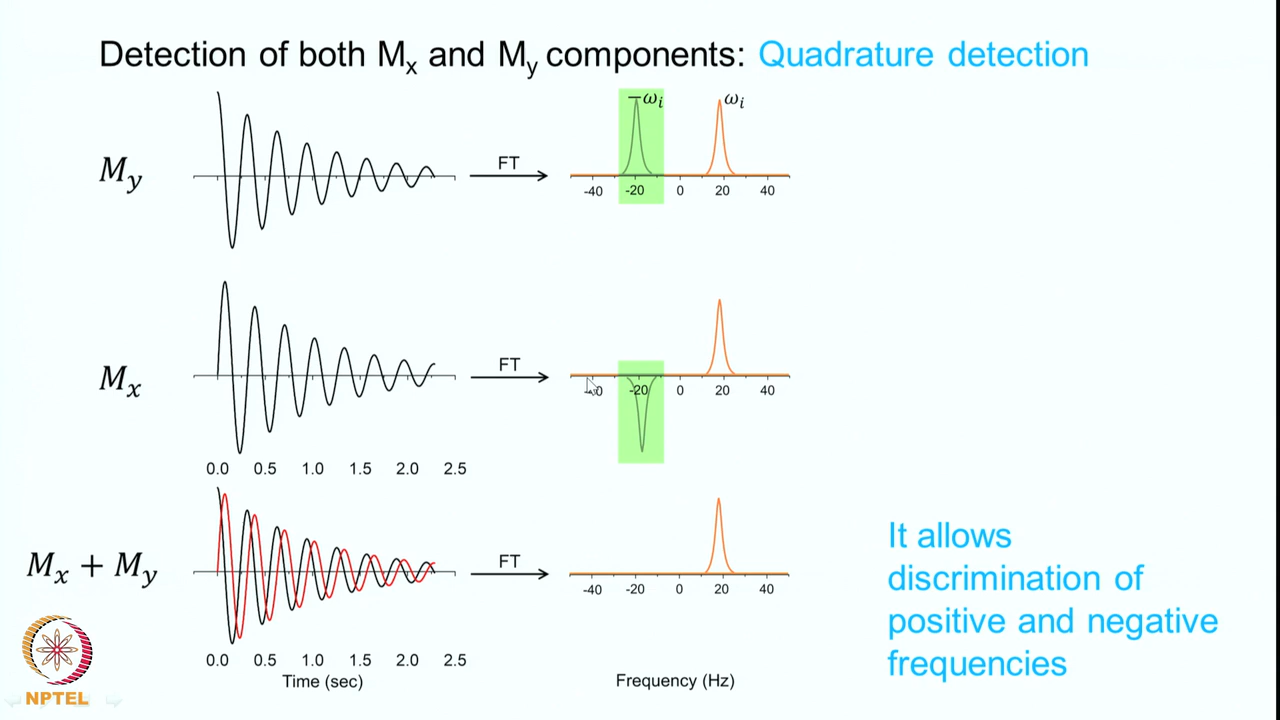 Detection of both Mx and My components: Quadrature detection
−ωi ωi
My
FT
-40 -20 0 20 40
Mx
FT
-20 0 20 40
0.0 0.5 1.0 1.5 2.0 2.5
Mx + My
FT
-40 -20 0 20 40
It allows
discrimination of
positive and negative
frequencies
0.0 0.5 1.0 1.5 2.0 2.5
Time (sec)
Frequency (Hz)
NPTEL